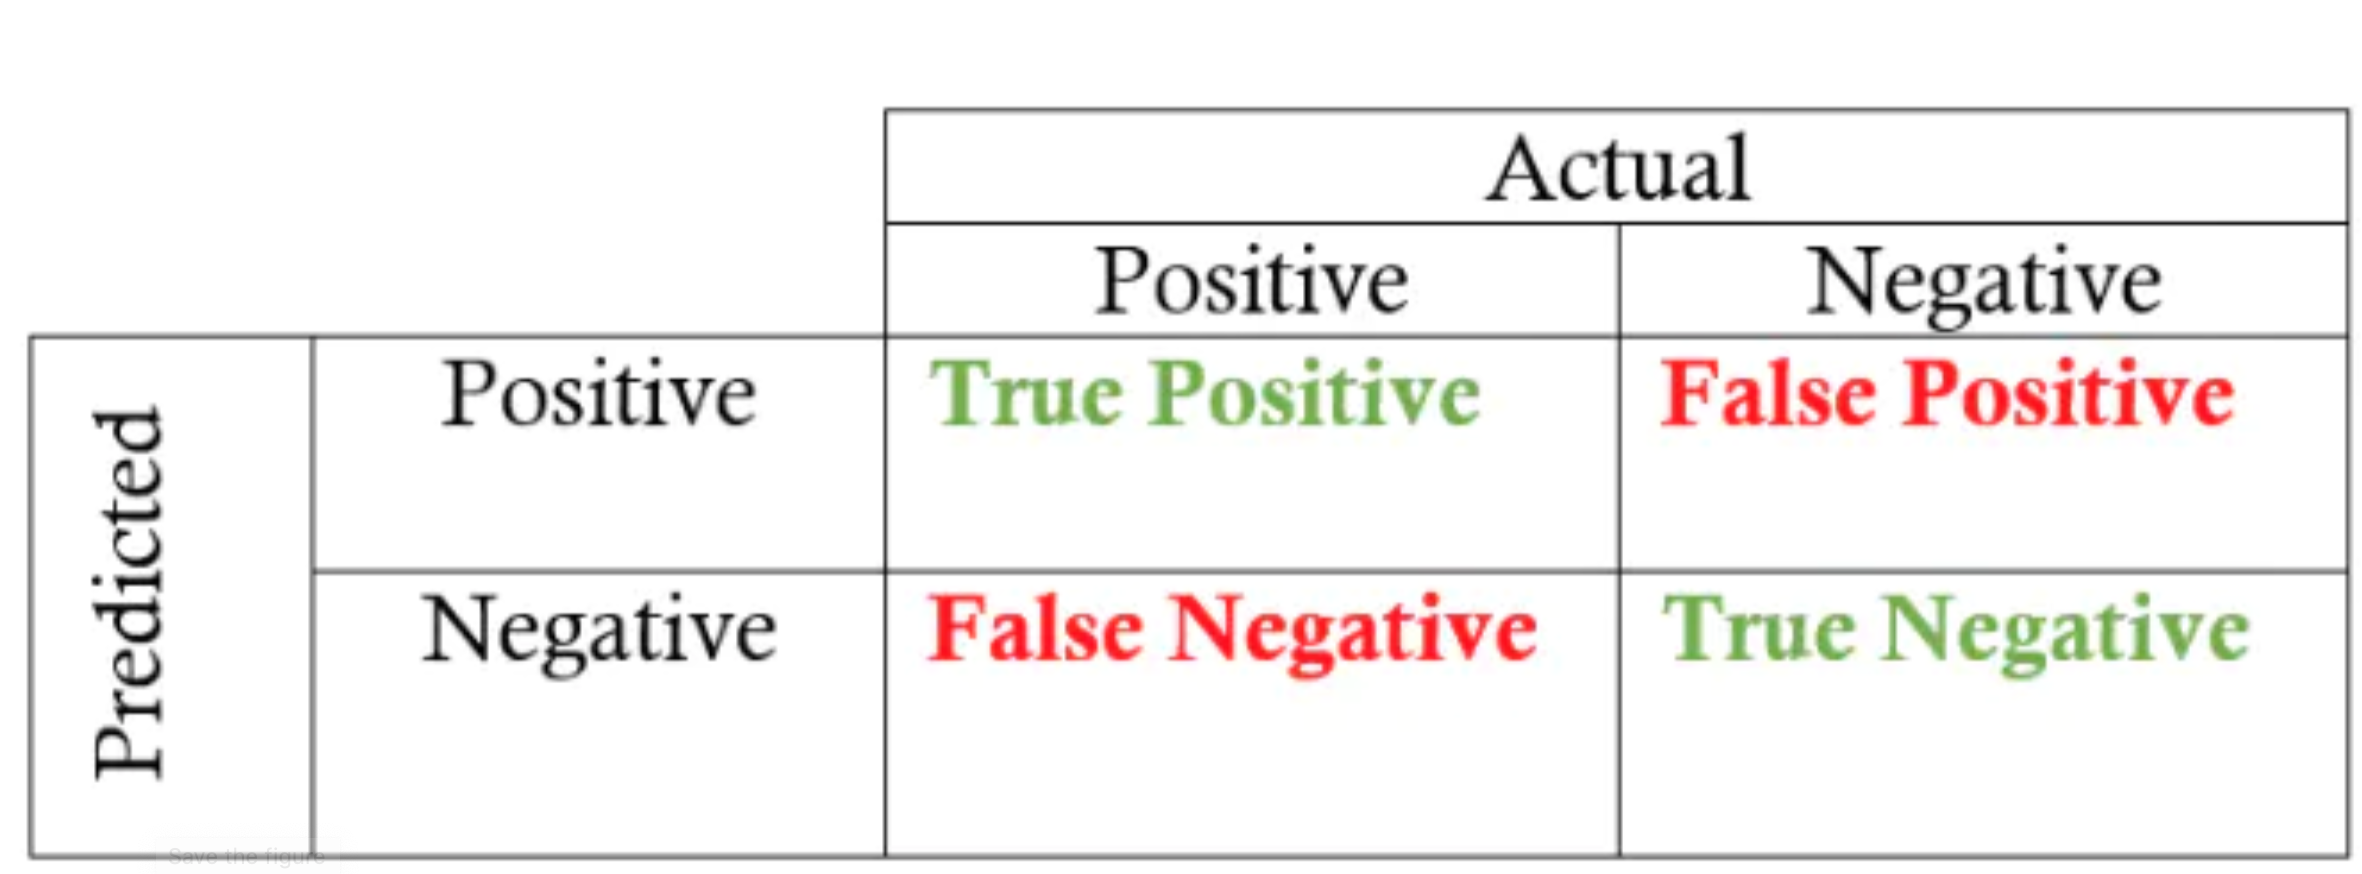 Actual
Positive Negative
Predicted
Positive True Positive False Positive
Negative False Negative True Negative
Save the figure